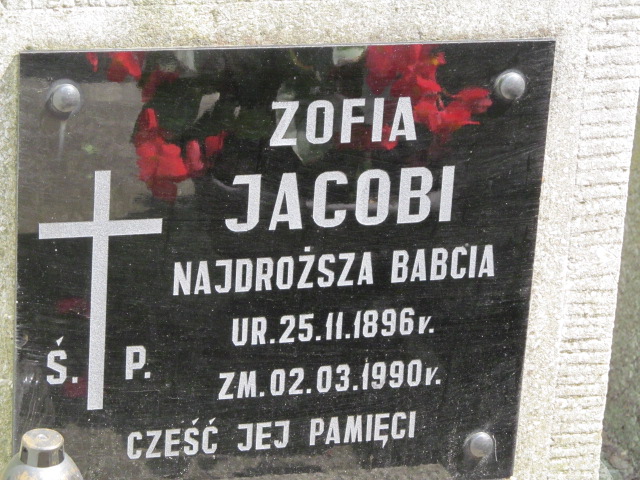 ZOFIA
JACOBI
NAJDROŻSZA BABCIA
UR. 25.11.1896r.
Ś. P.
ZM. 02.03.1990r.
CZEŚĆ JEJ PAMIĘCI